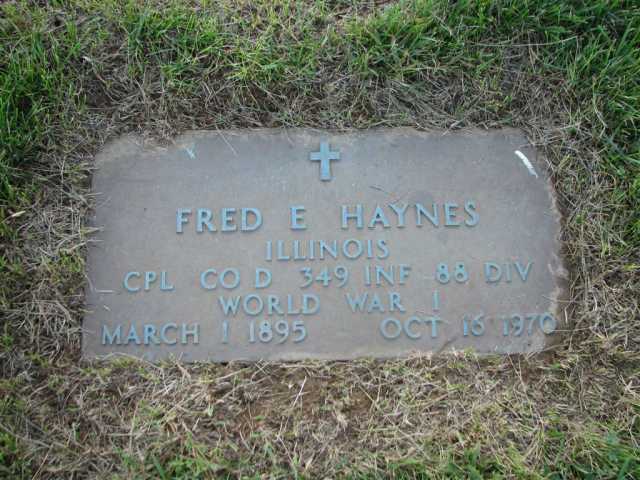 FRED E HAYNES
ILLINOIS
CPL CO D 349 INF 88 DIV
WORLD WAR I
MARCH 1 1895 OCT 16 1970